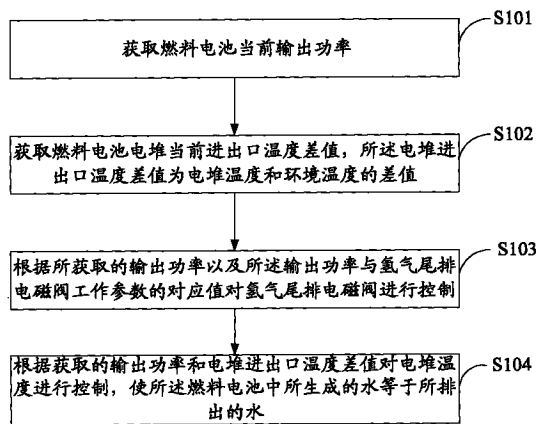 S101
获取燃料电池当前输出功率
S102
获取燃料电池电堆当前进出口温度差值，所述电堆进
出口温度差值为电堆温度和环境温度的差值
S103
根据所获取的输出功率以及所述输出功率与氢气尾排
电磁阀工作参数的对应值对氢气尾排电磁阀进行控制
S104
根据获取的输出功率和电堆进出口温度差值对电堆温
度进行控制，使所述燃料电池中所生成的水等于所排
出的水